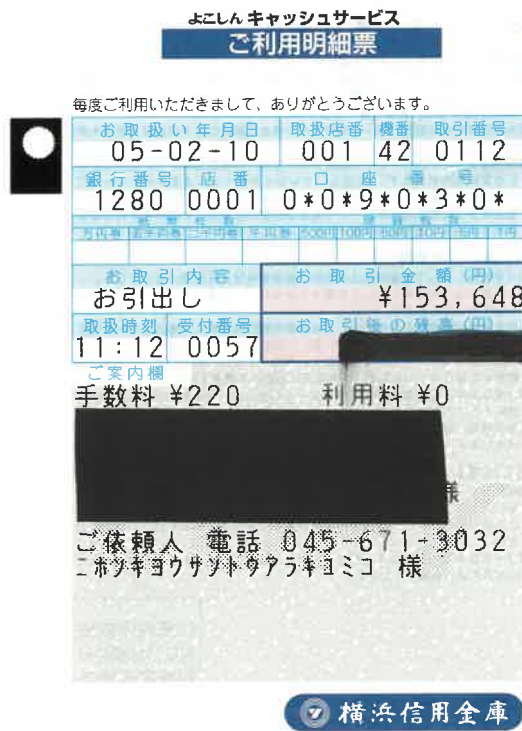 よこしん キャッシュサービス
ご利用明細票
毎度ご利用いただきまして、ありがとうございます。
お取扱い年月日 取扱店番 機番 取引番号
05-02-10 001 42 0112
銀行番号 店番 口座番号
1280 0001 0*0*9*0*3*0*
お取引内容 お取引金額(円)
お引出し ¥153,648
取扱時刻 受付番号 お取引後の残高(円)
11:12 0057
ご案内欄
手数料 ¥220 利用料 ¥0
様
ご依頼人 電話 045-671-3032
ニホンキヨウサントウアラキユミコ 様
横浜信用金庫